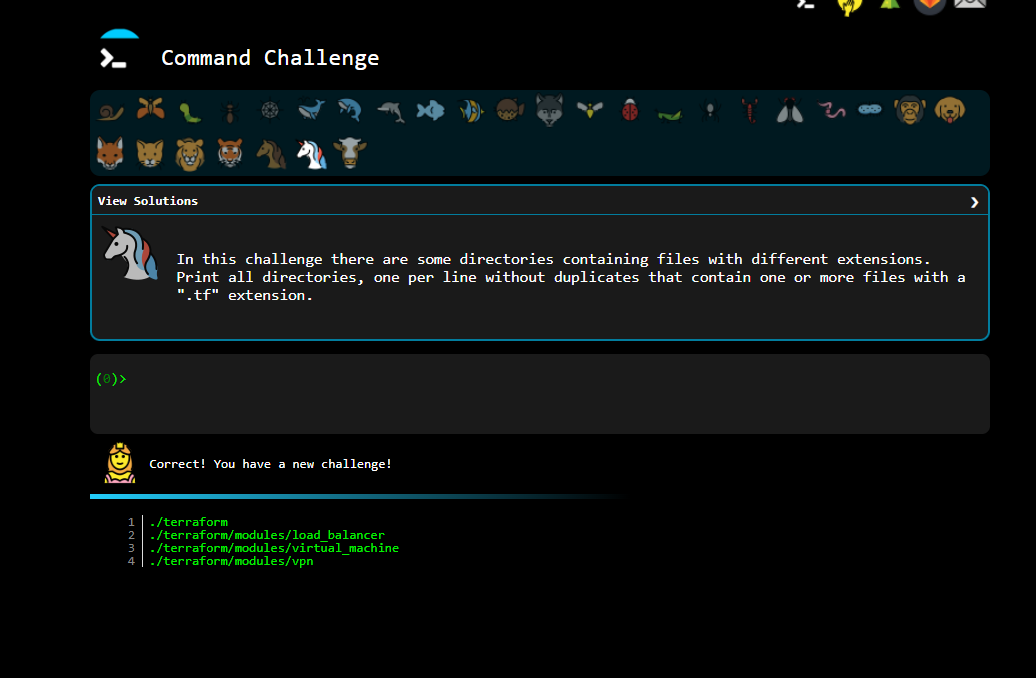 Command Challenge
View Solutions ❯
In this challenge there are some directories containing files with different extensions.
Print all directories, one per line without duplicates that contain one or more files with a
".tf" extension.
(0)>
Correct! You have a new challenge!
1 ./terraform
2 ./terraform/modules/load_balancer
3 ./terraform/modules/virtual_machine
4 ./terraform/modules/vpn